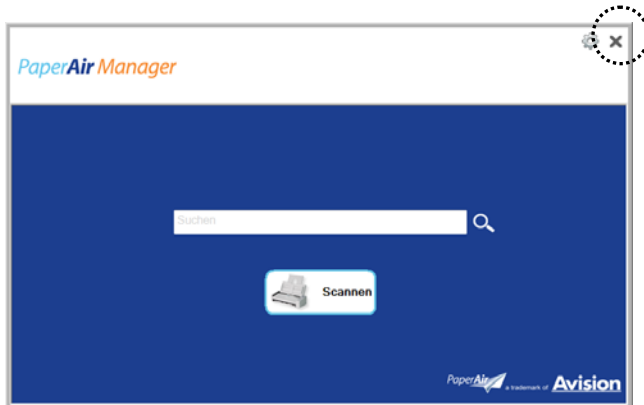 PaperAir Manager
Suchen
Scannen
PaperAir a trademark of Avision